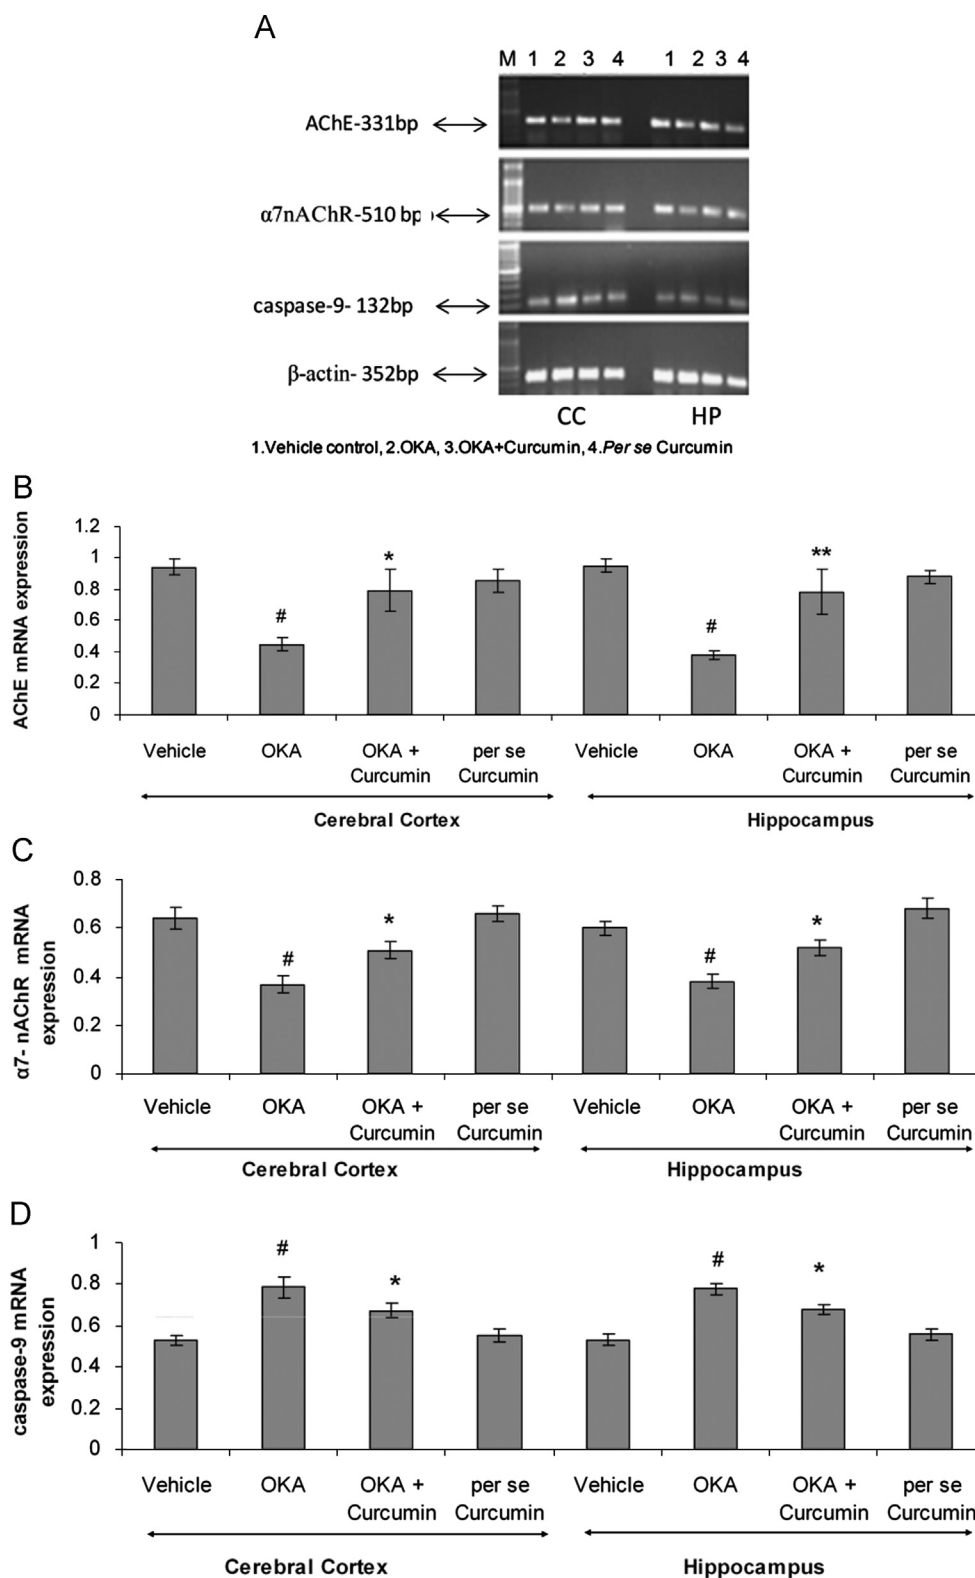 A
M 1 2 3 4 1 2 3 4
AChE-331bp
α7nAChR-510 bp
caspase-9- 132bp
β-actin- 352bp
CC HP
1.Vehicle control, 2.OKA, 3.OKA+Curcumin, 4.Per se Curcumin
B
AChE mRNA expression
1.2
1
0.8
0.6
0.4
0.2
0
# * # **
Vehicle OKA OKA + per se Vehicle OKA OKA + per se
Curcumin Curcumin Curcumin Curcumin
Cerebral Cortex Hippocampus
C
α7- nAChR mRNA
expression
0.8
0.6
0.4
0.2
0
# * # *
Vehicle OKA OKA + per se Vehicle OKA OKA + per se
Curcumin Curcumin Curcumin Curcumin
Cerebral Cortex Hippocampus
D
caspase-9 mRNA
expression
1
0.8
0.6
0.4
0.2
0
# * # *
Vehicle OKA OKA + per se Vehicle OKA OKA + per se
Curcumin Curcumin Curcumin Curcumin
Cerebral Cortex Hippocampus